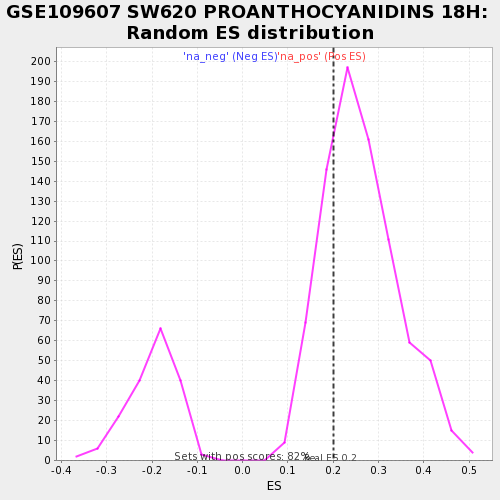 GSE109607 SW620 PROANTHOCYANIDINS 18H:
Random ES distribution
'na_neg' (Neg ES) 'na_pos' (Pos ES)
200
190
180
170
160
150
140
130
120
110
100
90
80
70
60
50
40
30
20
10
0
P(ES)
Sets with pos scores: 82%
Real ES 0.2
-0.4 -0.3 -0.2 -0.1 0.0 0.1 0.2 0.3 0.4 0.5
ES